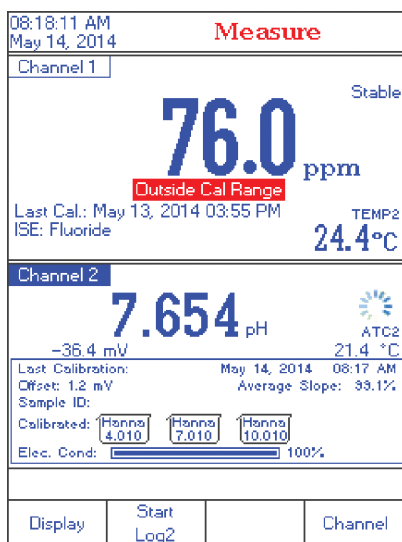 08:18:11 AM
May 14, 2014
Measure
Channel 1
Stable
76.0 ppm
Outside Cal Range
Last Cal.: May 13, 2014 03:55 PM
ISE: Fluoride
TEMP2
24.4°C
Channel 2
7.654 pH
ATC2
-36.4 mV
21.4 °C
Last Calibration: May 14, 2014 08:17 AM
Offset: 1.2 mV Average Slope: 99.1%
Sample ID:
Calibrated: Hanna 4.010 Hanna 7.010 Hanna 10.010
Elec. Cond: 100%
Display
Start Log2
Channel